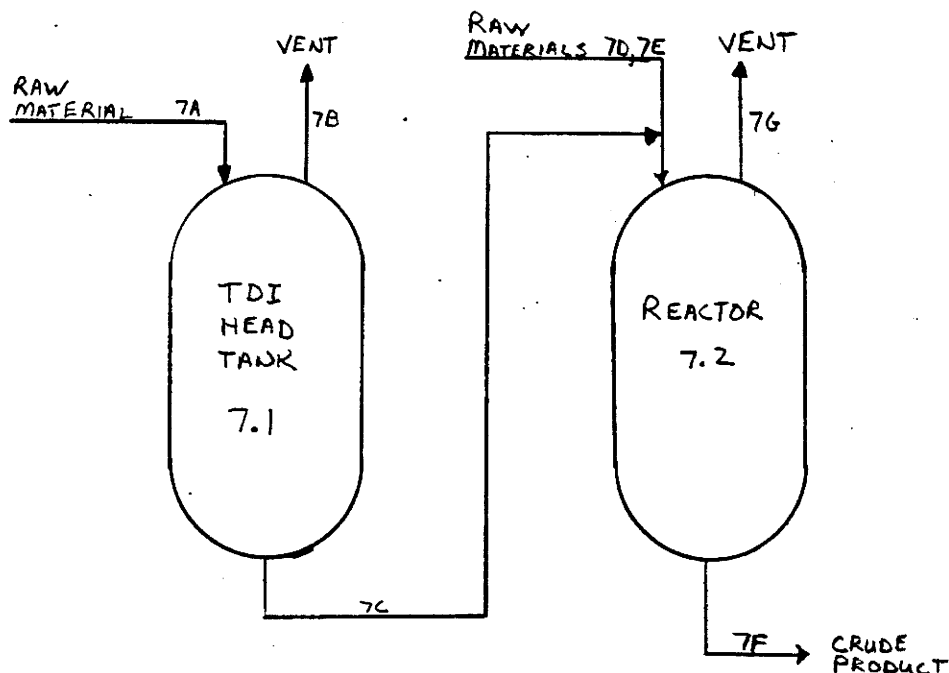 RAW
MATERIAL 7A
VENT
7B
TDI
HEAD
TANK
7.1
7C
RAW
MATERIALS 7D,7E
VENT
7G
REACTOR
7.2
7F
CRUDE
PRODUCT